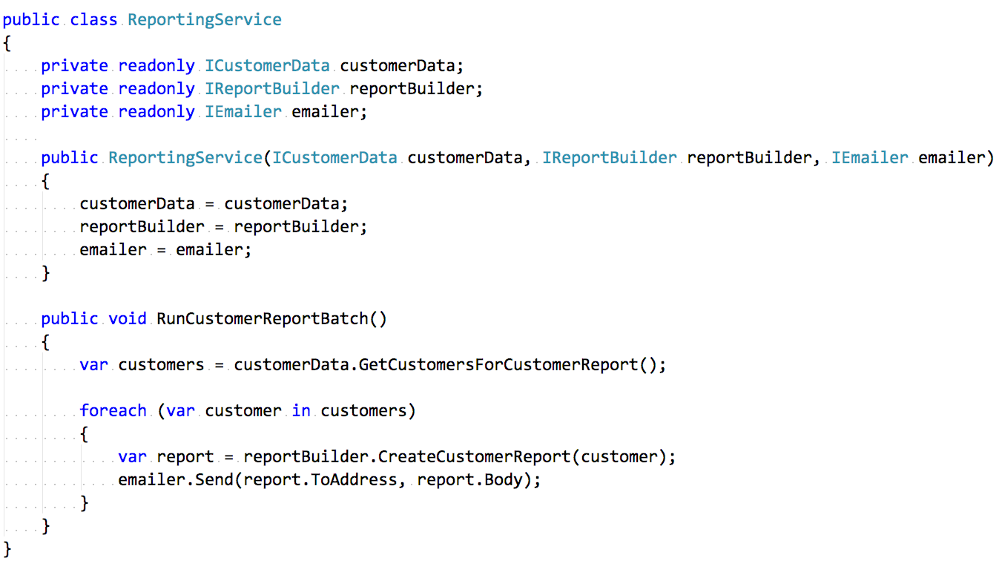 public class ReportingService
{
    private readonly ICustomerData customerData;
    private readonly IReportBuilder reportBuilder;
    private readonly IEmailer emailer;

    public ReportingService(ICustomerData customerData, IReportBuilder reportBuilder, IEmailer emailer)
    {
        customerData = customerData;
        reportBuilder = reportBuilder;
        emailer = emailer;
    }

    public void RunCustomerReportBatch()
    {
        var customers = customerData.GetCustomersForCustomerReport();

        foreach (var customer in customers)
        {
            var report = reportBuilder.CreateCustomerReport(customer);
            emailer.Send(report.ToAddress, report.Body);
        }
    }
}